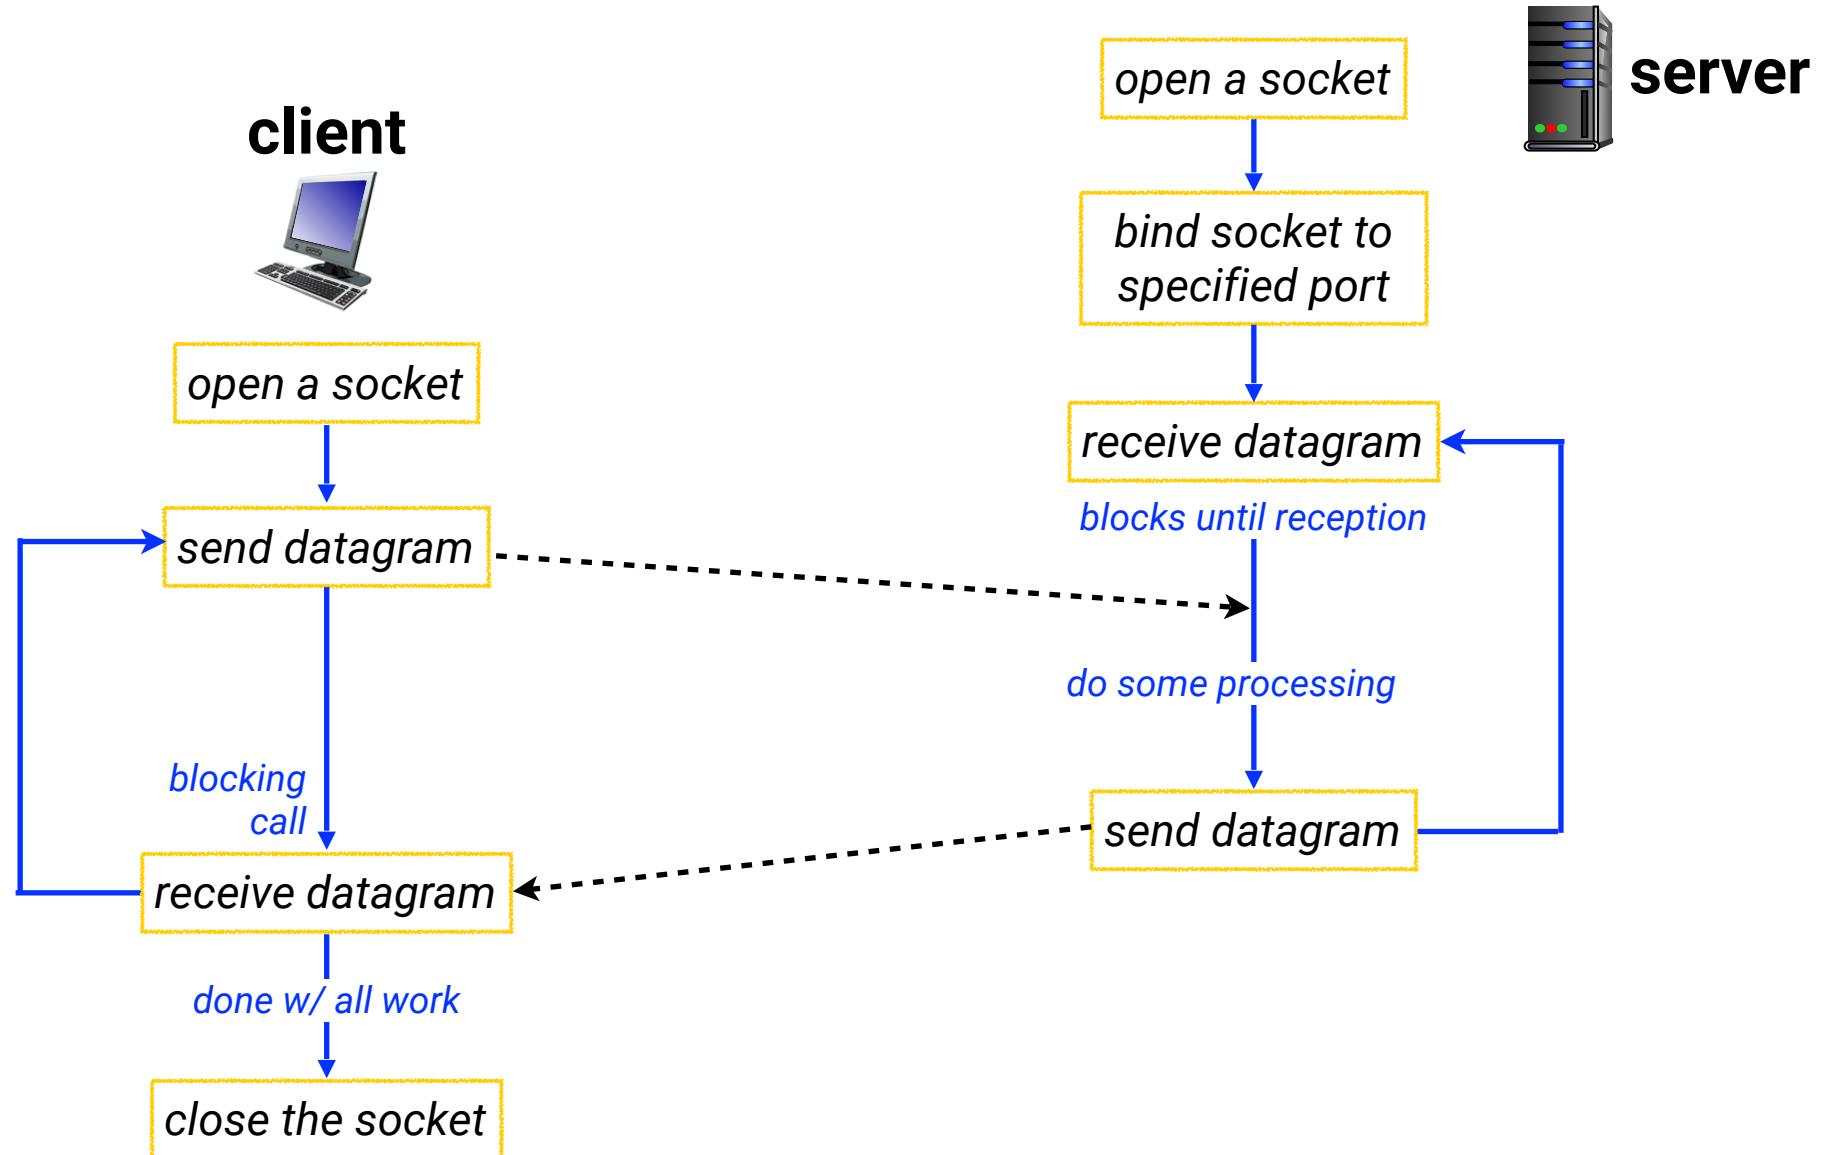 client
open a socket
send datagram
blocking
call
receive datagram
done w/ all work
close the socket
server
open a socket
bind socket to
specified port
receive datagram
blocks until reception
do some processing
send datagram